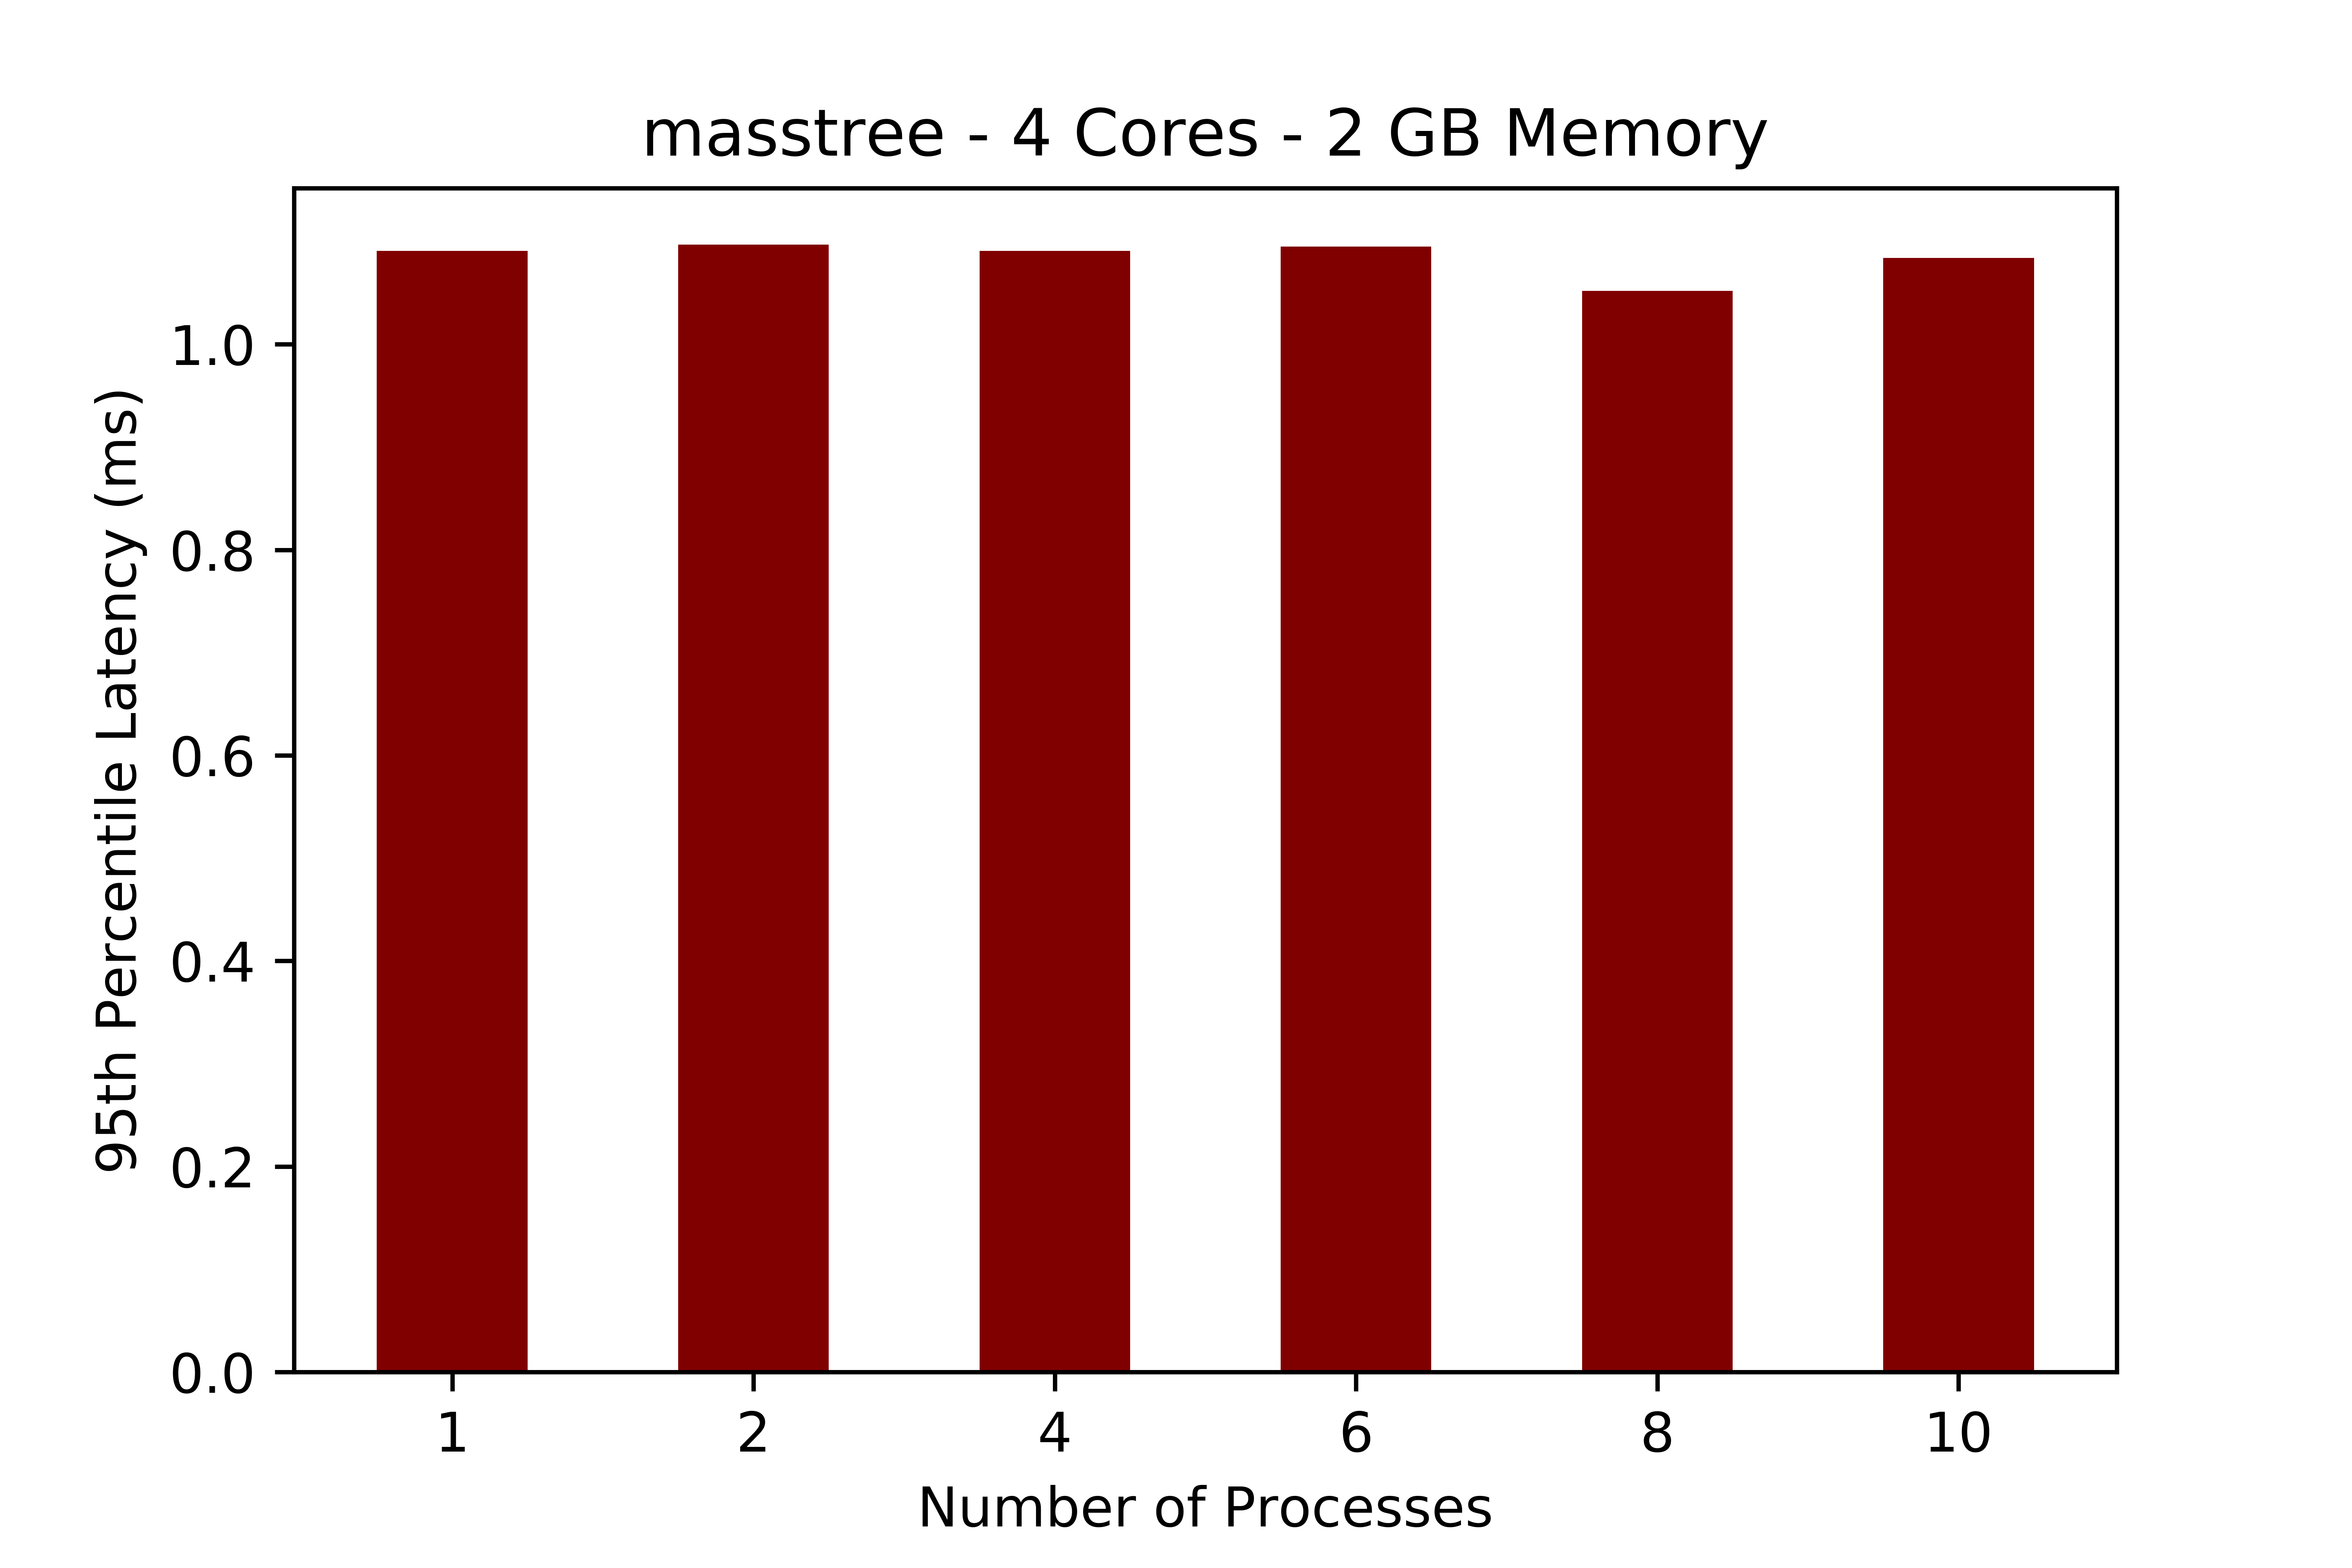 masstree - 4 Cores - 2 GB Memory
95th Percentile Latency (ms)
1.0
0.8
0.6
0.4
0.2
0.0
1 2 4 6 8 10
Number of Processes